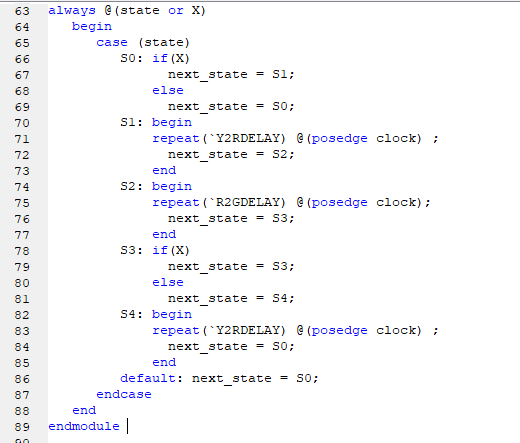 63 always @(state or X)
64 begin
65 case (state)
66 S0: if(X)
67 next_state = S1;
68 else
69 next_state = S0;
70 S1: begin
71 repeat(`Y2RDELAY) @(posedge clock) ;
72 next_state = S2;
73 end
74 S2: begin
75 repeat(`R2GDELAY) @(posedge clock);
76 next_state = S3;
77 end
78 S3: if(X)
79 next_state = S3;
80 else
81 next_state = S4;
82 S4: begin
83 repeat(`Y2RDELAY) @(posedge clock) ;
84 next_state = S0;
85 end
86 default: next_state = S0;
87 endcase
88 end
89 endmodule
90